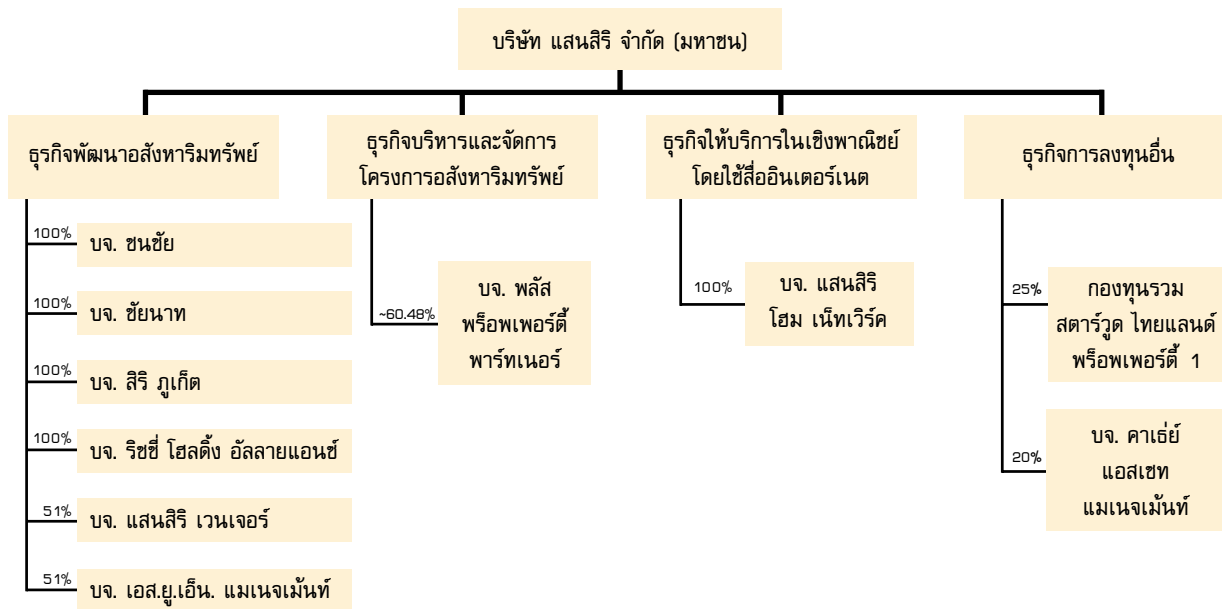 บริษัท แสนสิริ จำกัด (มหาชน)
ธุรกิจพัฒนาอสังหาริมทรัพย์
100%
บจ. ชนชัย
100%
บจ. ชัยนาท
100%
บจ. สิริ ภูเก็ต
100%
บจ. ริชชี่ โฮลดิ้ง อัลลายแอนซ์
51%
บจ. แสนสิริ เวนเจอร์
51%
บจ. เอส.ยู.เอ็น. แมเนจเม้นท์
ธุรกิจบริหารและจัดการ
โครงการอสังหาริมทรัพย์
~60.48%
บจ. พลัส
พร็อพเพอร์ตี้
พาร์ทเนอร์
ธุรกิจให้บริการในเชิงพาณิชย์
โดยใช้สื่ออินเตอร์เนต
100%
บจ. แสนสิริ
โฮม เน็ทเวิร์ค
ธุรกิจการลงทุนอื่น
25%
กองทุนรวม
สตาร์วูด ไทยแลนด์
พร็อพเพอร์ตี้ 1
20%
บจ. คาเธ่ย์
แอสเซท
แมเนจเม้นท์